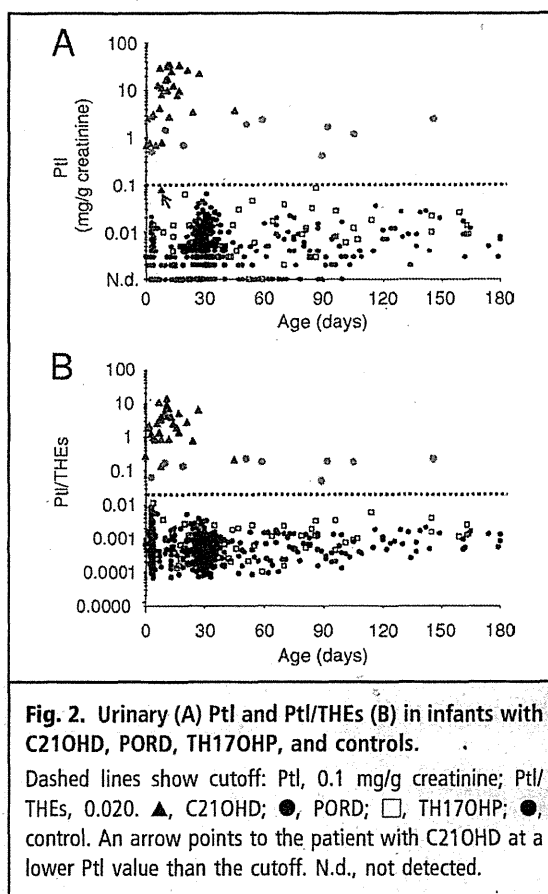 A
100
10
1
0.1
0.01
N.d.
Ptl
(mg/g creatinine)
0 30 60 90 120 150 180
Age (days)
B
100
10
1
0.1
0.01
0.001
0.0001
0.0000
Ptl/THEs
0 30 60 90 120 150 180
Age (days)
Fig. 2. Urinary (A) Ptl and Ptl/THEs (B) in infants with
C21OHD, PORD, TH17OHP, and controls.
Dashed lines show cutoff: Ptl, 0.1 mg/g creatinine; Ptl/
THEs, 0.020. ▲, C21OHD; ●, PORD; □, TH17OHP; ●,
control. An arrow points to the patient with C21OHD at a
lower Ptl value than the cutoff. N.d., not detected.